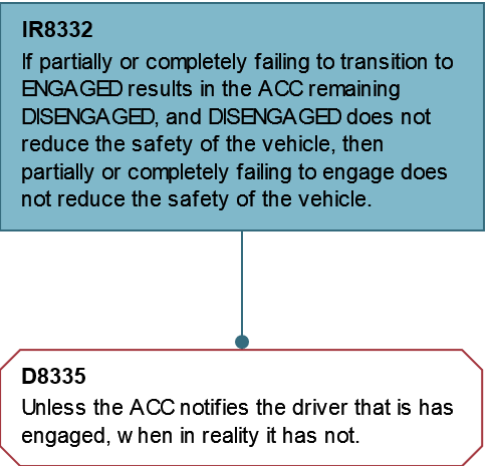 IR8332
If partially or completely failing to transition to
ENGAGED results in the ACC remaining
DISENGAGED, and DISENGAGED does not
reduce the safety of the vehicle, then
partially or completely failing to engage does
not reduce the safety of the vehicle.
D8335
Unless the ACC notifies the driver that is has
engaged, when in reality it has not.